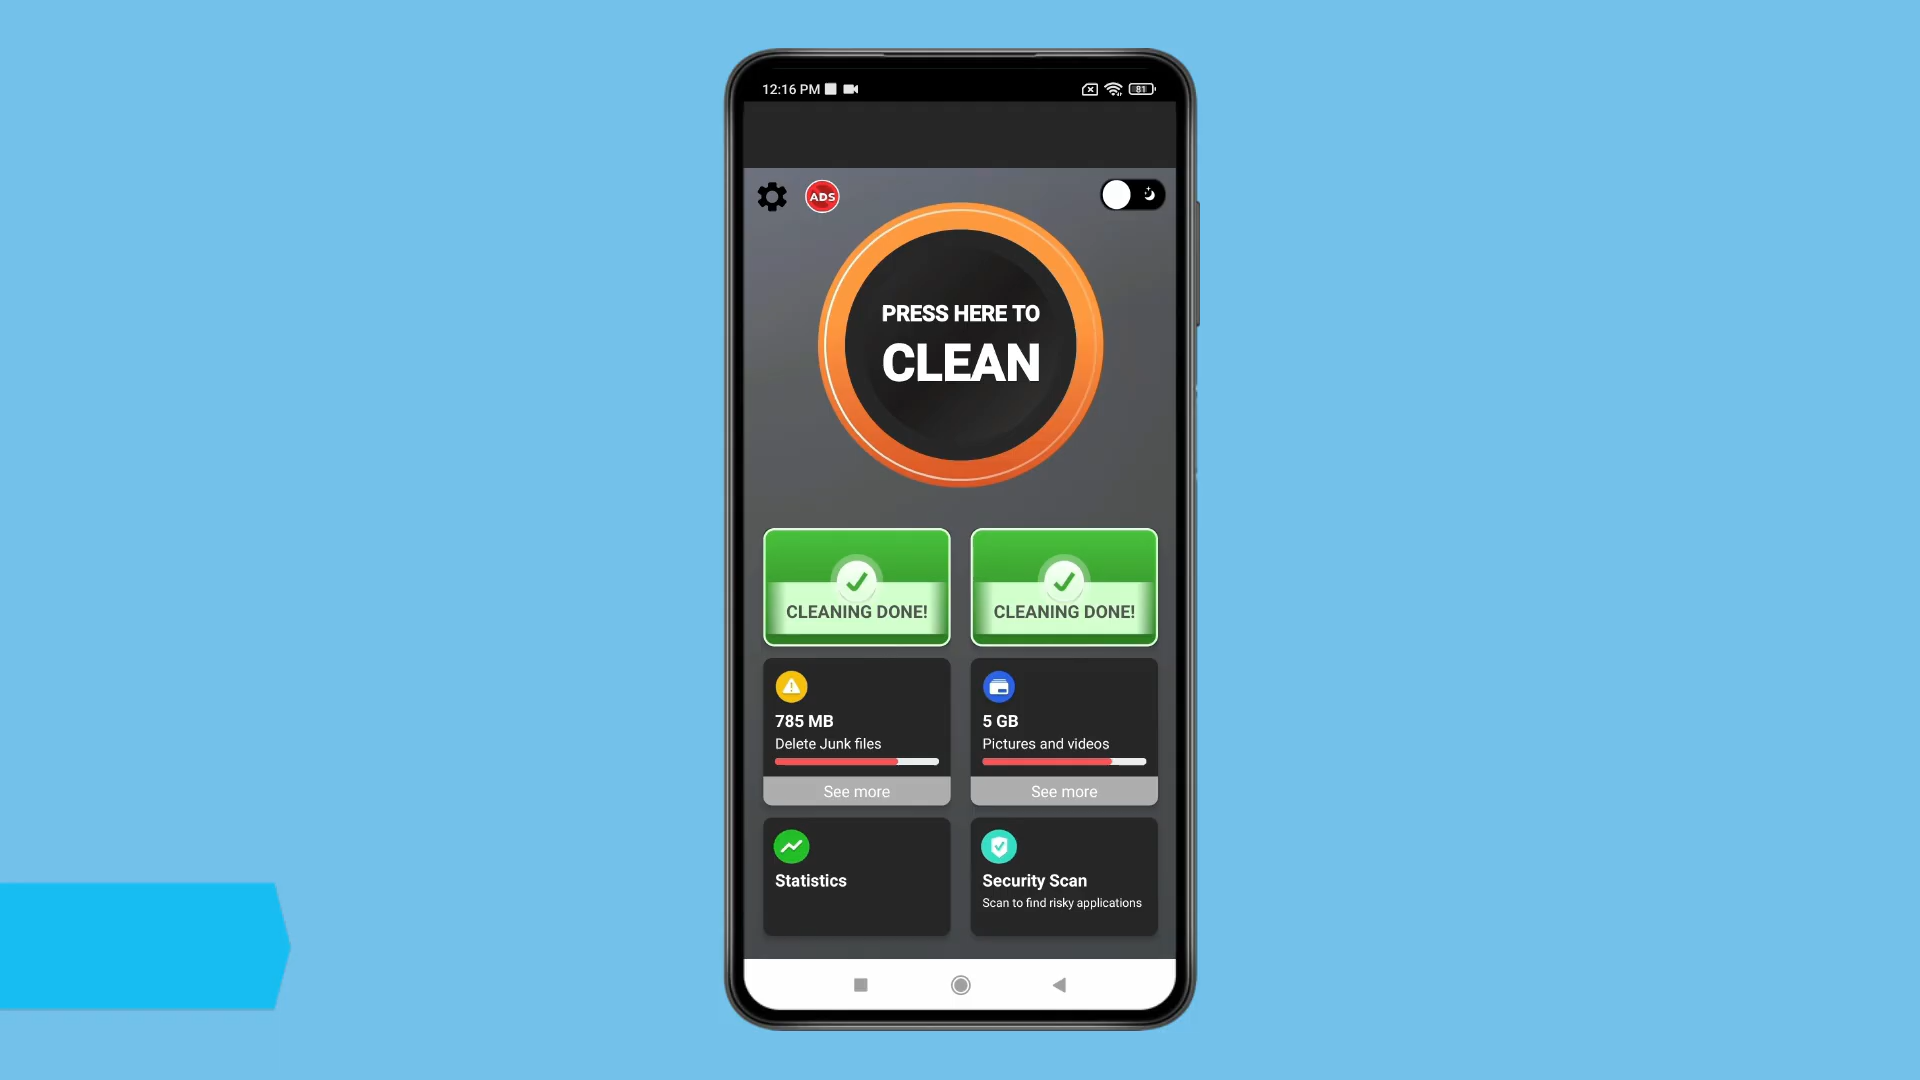 12:16 PM
81
ADS
PRESS HERE TO
CLEAN
CLEANING DONE!
CLEANING DONE!
785 MB
Delete Junk files
See more
5 GB
Pictures and videos
See more
Statistics
Security Scan
Scan to find risky applications